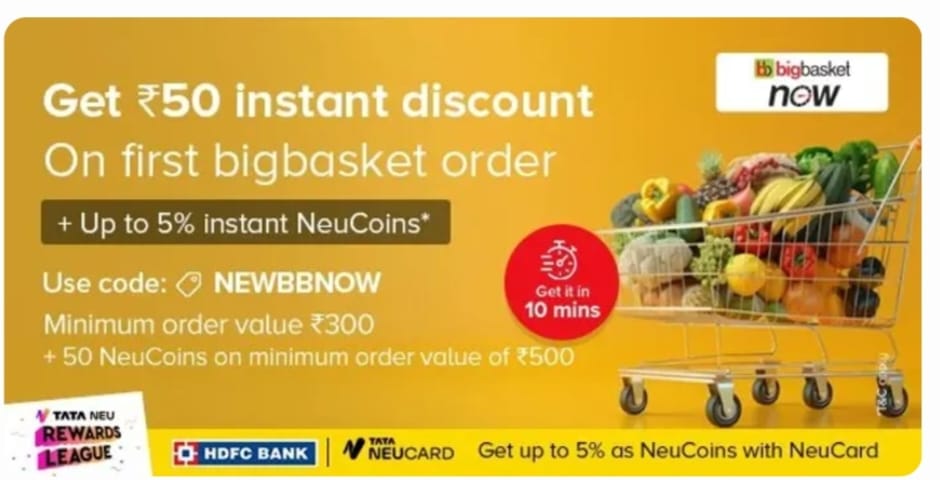 Get ₹50 instant discount
On first bigbasket order
+ Up to 5% instant NeuCoins*
Use code: NEWBBNOW
Minimum order value ₹300
+ 50 NeuCoins on minimum order value of ₹500
bb bigbasket
now
Get it in
10 mins
*T&C Apply
TATA NEU
REWARDS
LEAGUE
HDFC BANK
TATA
NEUCARD
Get up to 5% as NeuCoins with NeuCard